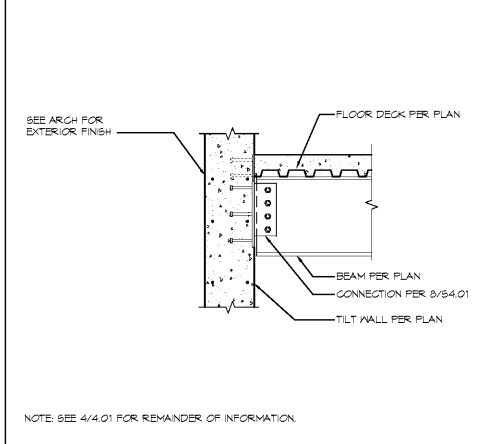 SEE ARCH FOR
EXTERIOR FINISH
FLOOR DECK PER PLAN
BEAM PER PLAN
CONNECTION PER 8/S4.01
TILT WALL PER PLAN
NOTE: SEE 4/4.01 FOR REMAINDER OF INFORMATION.